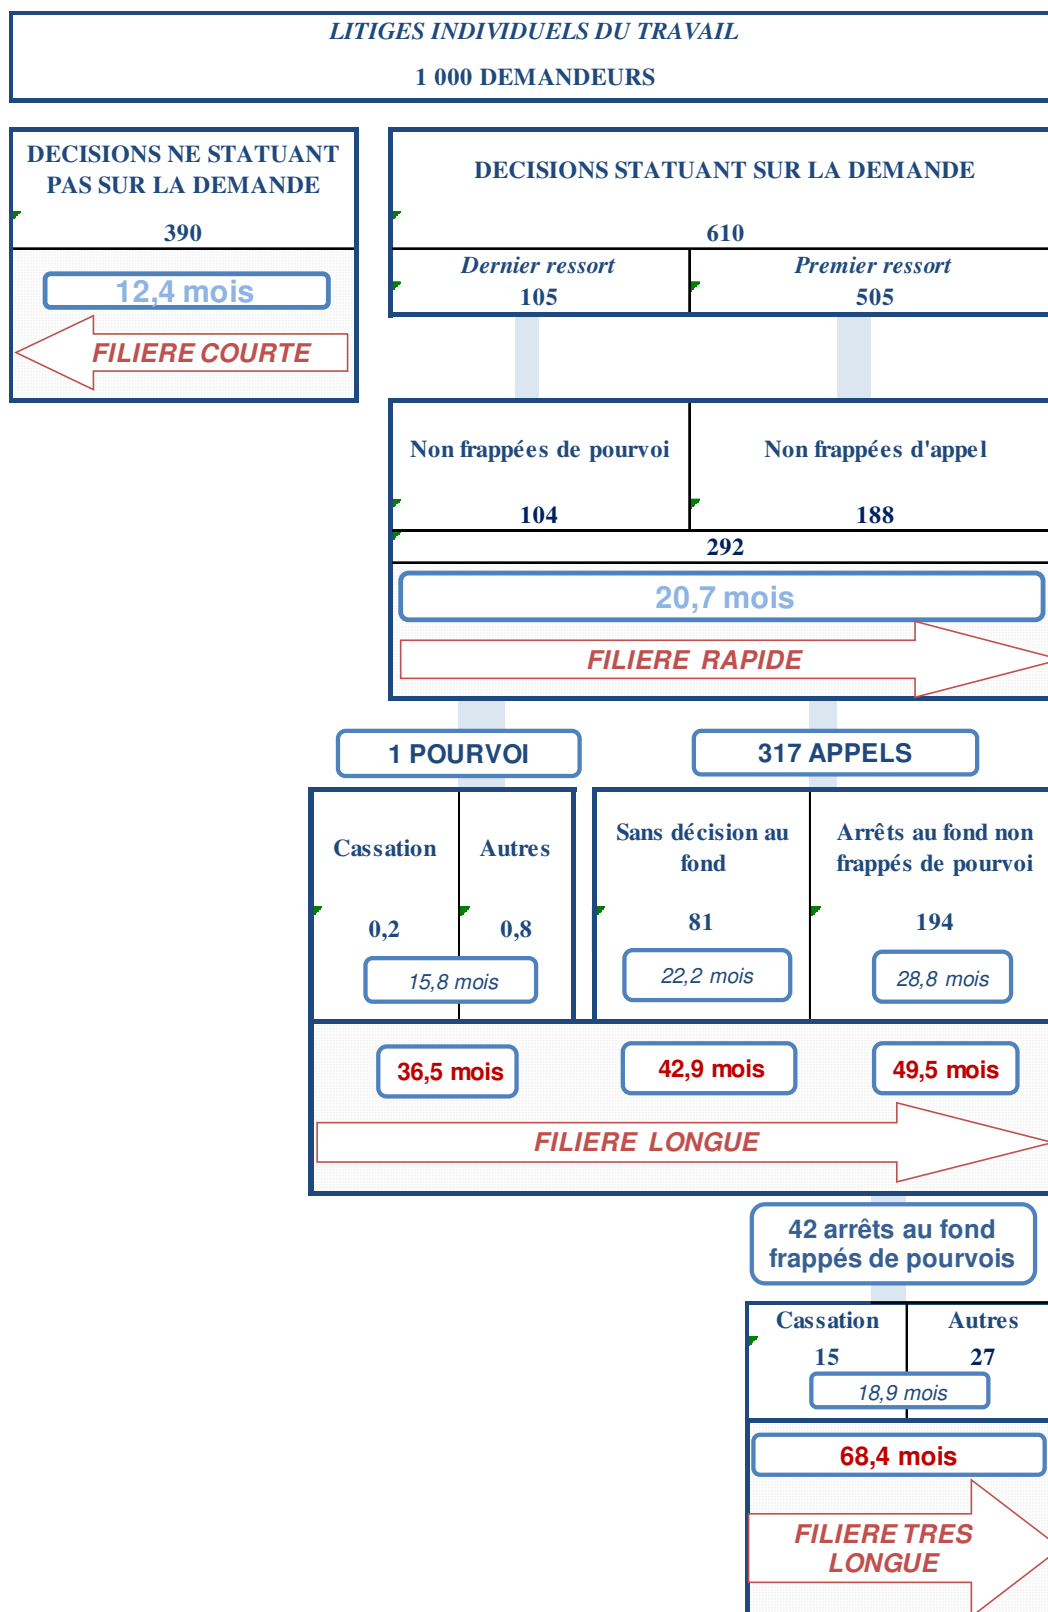 LITIGES INDIVIDUELS DU TRAVAIL
1 000 DEMANDEURS
DECISIONS NE STATUANT
PAS SUR LA DEMANDE
390
12,4 mois
FILIERE COURTE
DECISIONS STATUANT SUR LA DEMANDE
610
Dernier ressort
105
Premier ressort
505
Non frappées de pourvoi
104
Non frappées d'appel
188
292
20,7 mois
FILIERE RAPIDE
1 POURVOI
317 APPELS
Cassation
0,2
Autres
0,8
15,8 mois
Sans décision au
fond
81
22,2 mois
Arrêts au fond non
frappés de pourvoi
194
28,8 mois
36,5 mois
42,9 mois
49,5 mois
FILIERE LONGUE
42 arrêts au fond
frappés de pourvois
Cassation
15
Autres
27
18,9 mois
68,4 mois
FILIERE TRES
LONGUE